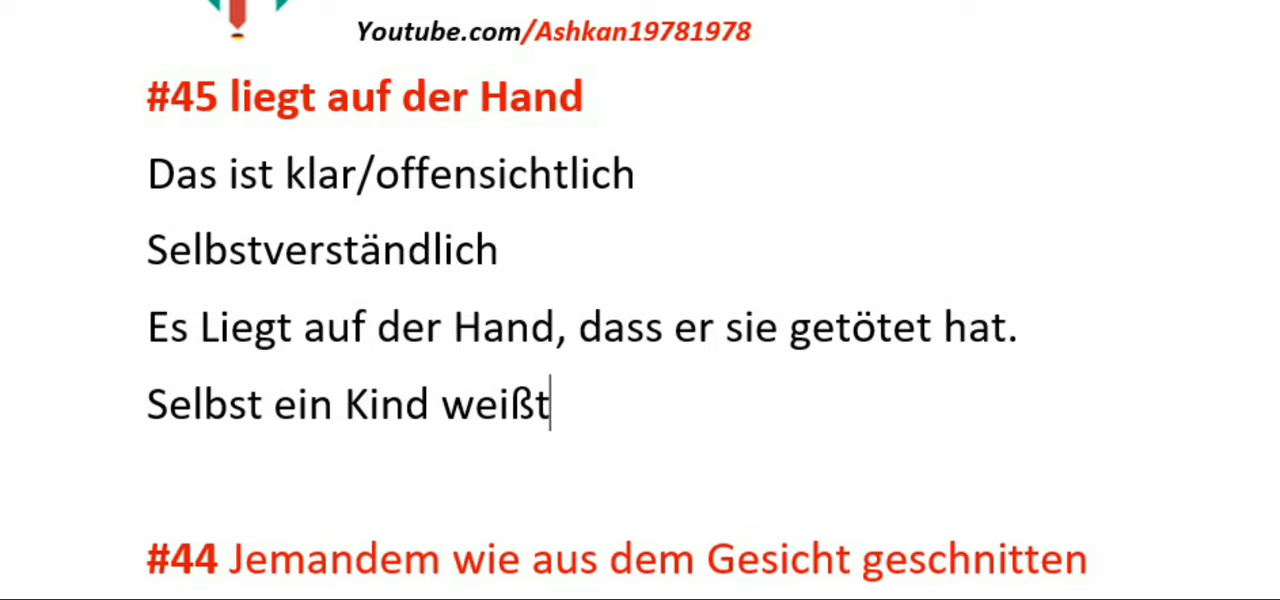 Youtube.com/Ashkan19781978
#45 liegt auf der Hand
Das ist klar/offensichtlich
Selbstverständlich
Es Liegt auf der Hand, dass er sie getötet hat.
Selbst ein Kind weißt
#44 Jemandem wie aus dem Gesicht geschnitten